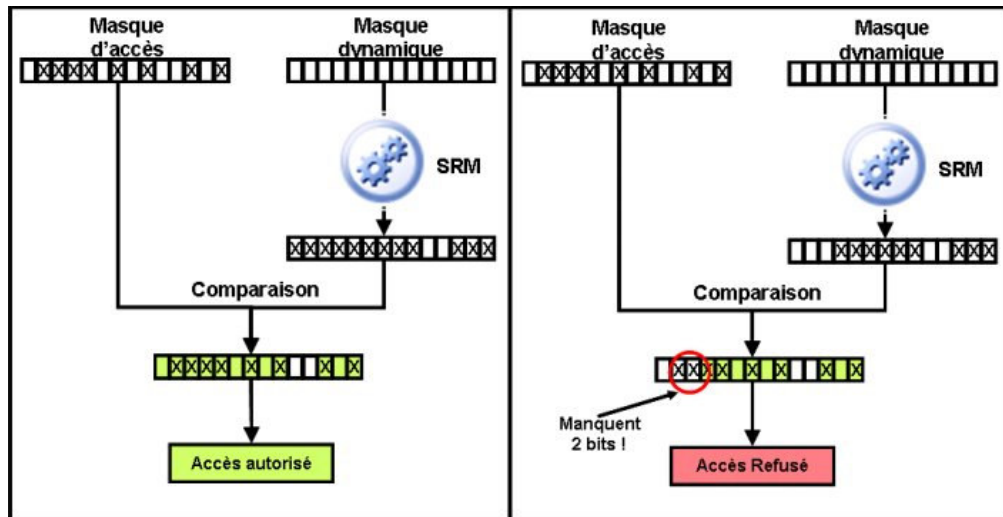 Masque
d'accès
Masque
dynamique
SRM
Comparaison
Accès autorisé
Masque
d'accès
Masque
dynamique
SRM
Comparaison
Manquent
2 bits !
Accès Refusé